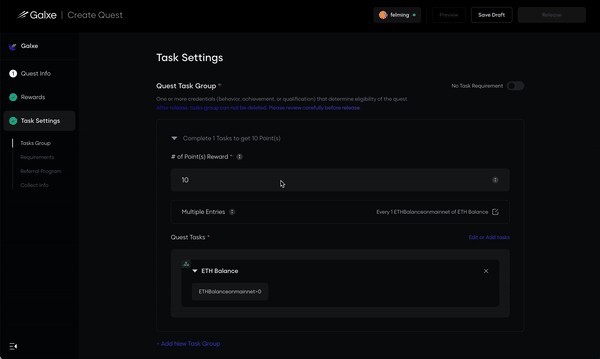 Galxe | Create Quest
felming
Preview
Save Draft
Release
Galxe
1 Quest Info
Rewards
Task Settings
Tasks Group
Requirements
Referral Program
Collect Info
Task Settings
Quest Task Group *
No Task Requirement
One or more credentials (behavior, achievement, or qualification) that determine eligibility of the quest.
After release, task group can not be deleted. Please review carefully before release.
Complete 1 Tasks to get 10 Point(s)
# of Point(s) Reward *
10
Multiple Entries
Every 1 ETHBalanceonmainnet of ETH Balance
Quest Tasks *
Edit or Add tasks
ETH Balance
ETHBalanceonmainnet>0
+ Add New Task Group